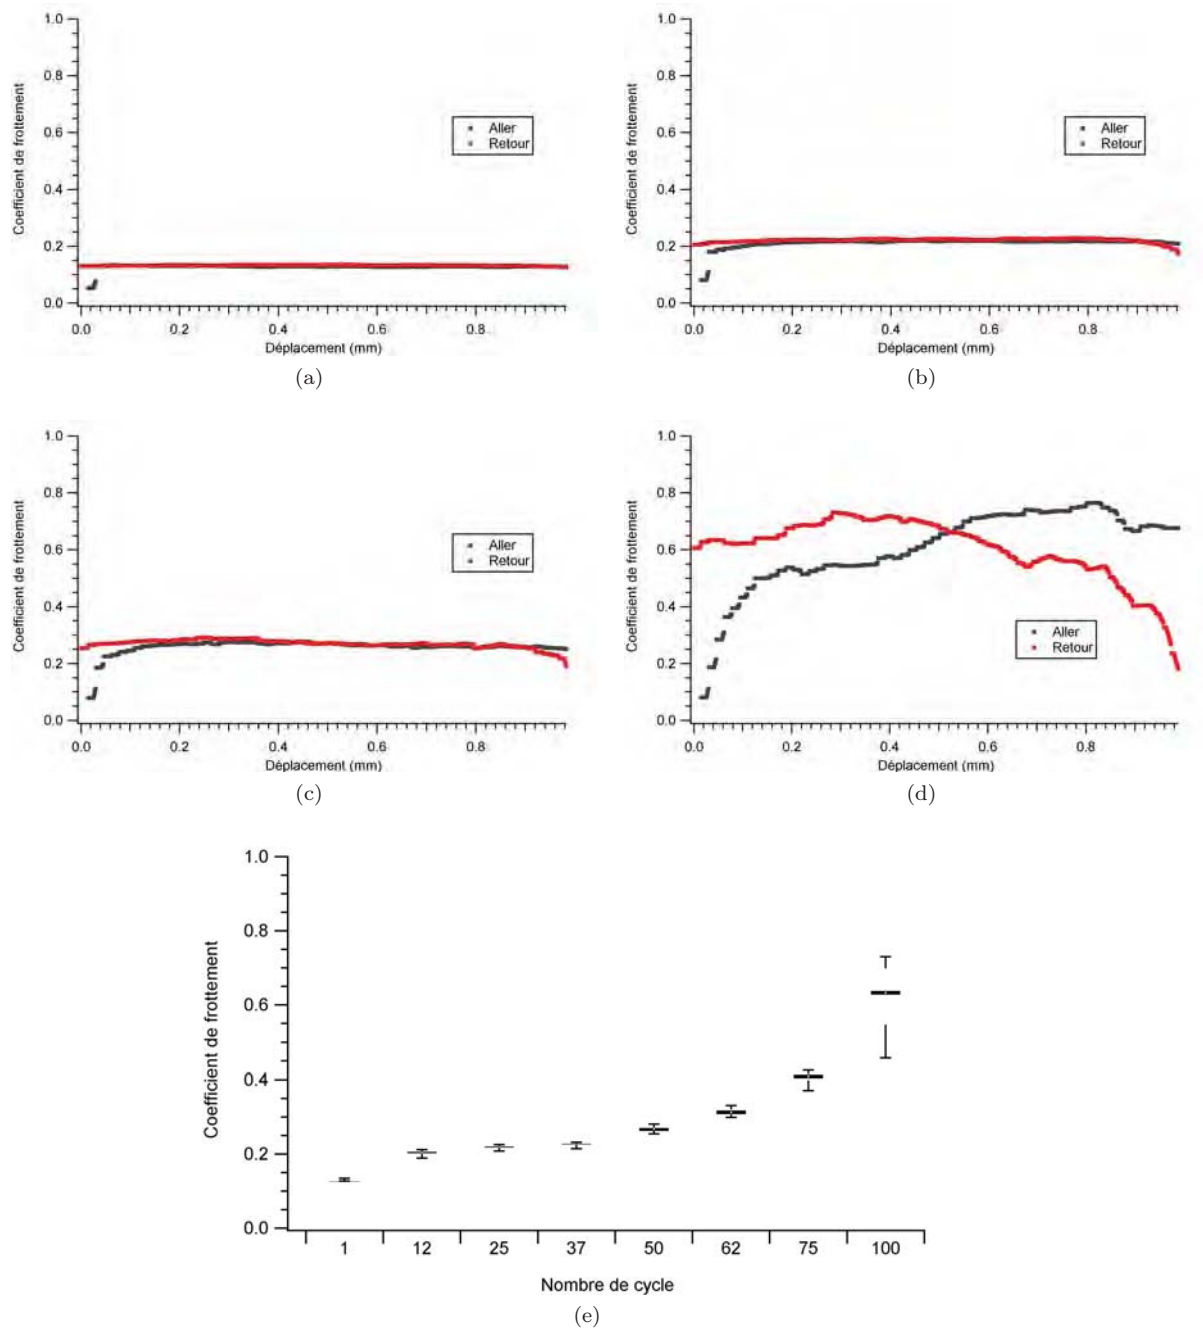 1.0
0.8
0.6
0.4
0.2
0.0
Coefficient de frottement
Aller
Retour
0.0 0.2 0.4 0.6 0.8
Déplacement (mm)
(a)
1.0
0.8
0.6
0.4
0.2
0.0
Coefficient de frottement
Aller
Retour
0.0 0.2 0.4 0.6 0.8
Déplacement (mm)
(b)
1.0
0.8
0.6
0.4
0.2
0.0
Coefficient de frottement
Aller
Retour
0.0 0.2 0.4 0.6 0.8
Déplacement (mm)
(c)
1.0
0.8
0.6
0.4
0.2
0.0
Coefficient de frottement
Aller
Retour
0.0 0.2 0.4 0.6 0.8
Déplacement (mm)
(d)
1.0
0.8
0.6
0.4
0.2
0.0
Coefficient de frottement
1 12 25 37 50 62 75 100
Nombre de cycle
(e)